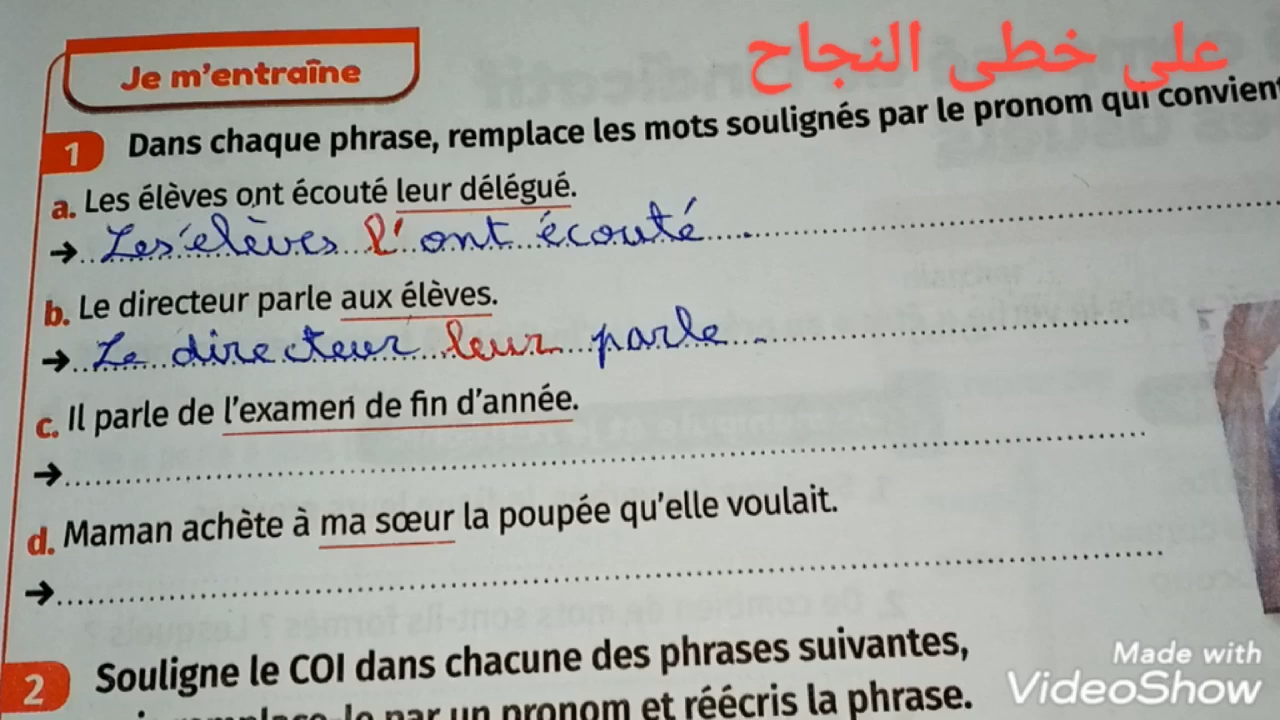 Je m'entraîne
على خطى النجاح
1 Dans chaque phrase, remplace les mots soulignés par le pronom qui convient
a. Les élèves ont écouté leur délégué.
→ Les élèves l' ont écouté
b. Le directeur parle aux élèves.
→ Le directeur leur parle
c. Il parle de l'examen de fin d'année.
→
d. Maman achète à ma sœur la poupée qu'elle voulait.
→
2 Souligne le COI dans chacune des phrases suivantes,
par un pronom et réécris la phrase.
Made with
VideoShow